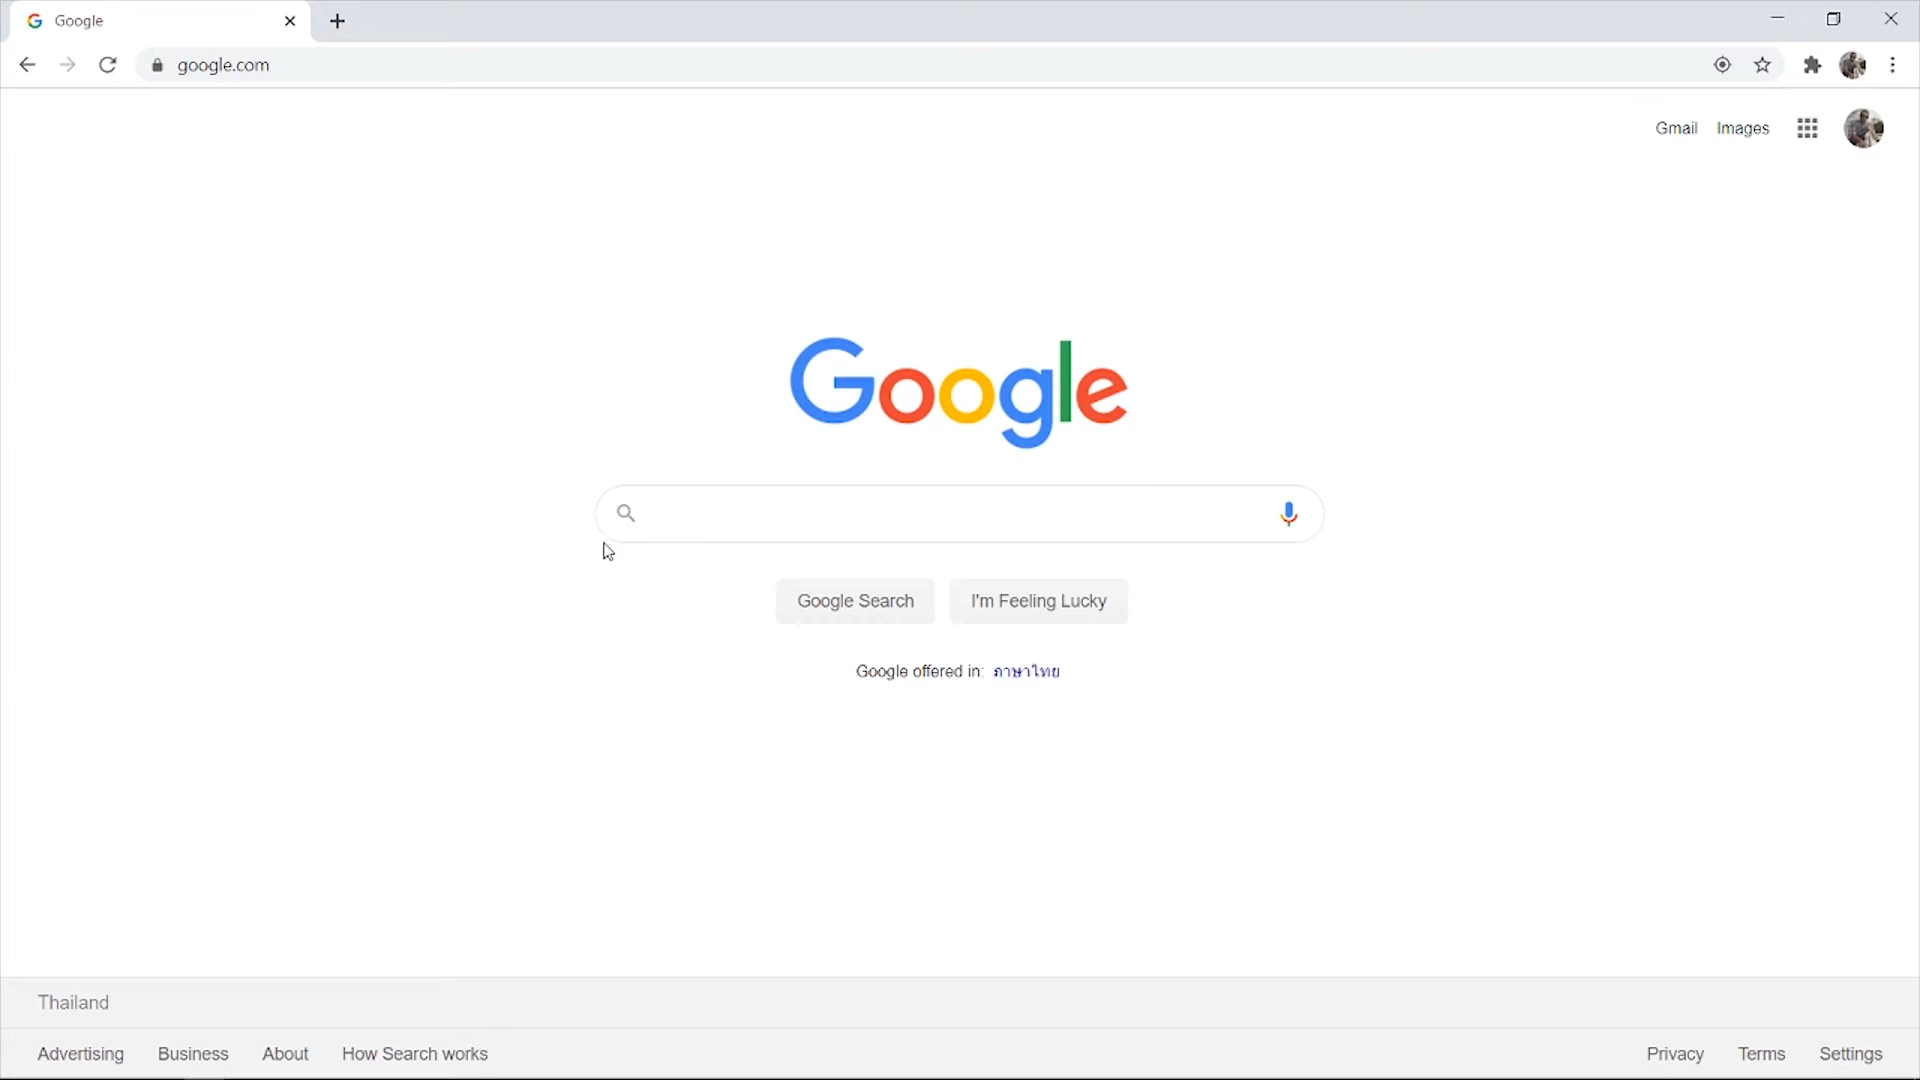 Google
google.com
Gmail Images
Google
Google Search I'm Feeling Lucky
Google offered in: ภาษาไทย
Thailand
Advertising Business About How Search works Privacy Terms Settings